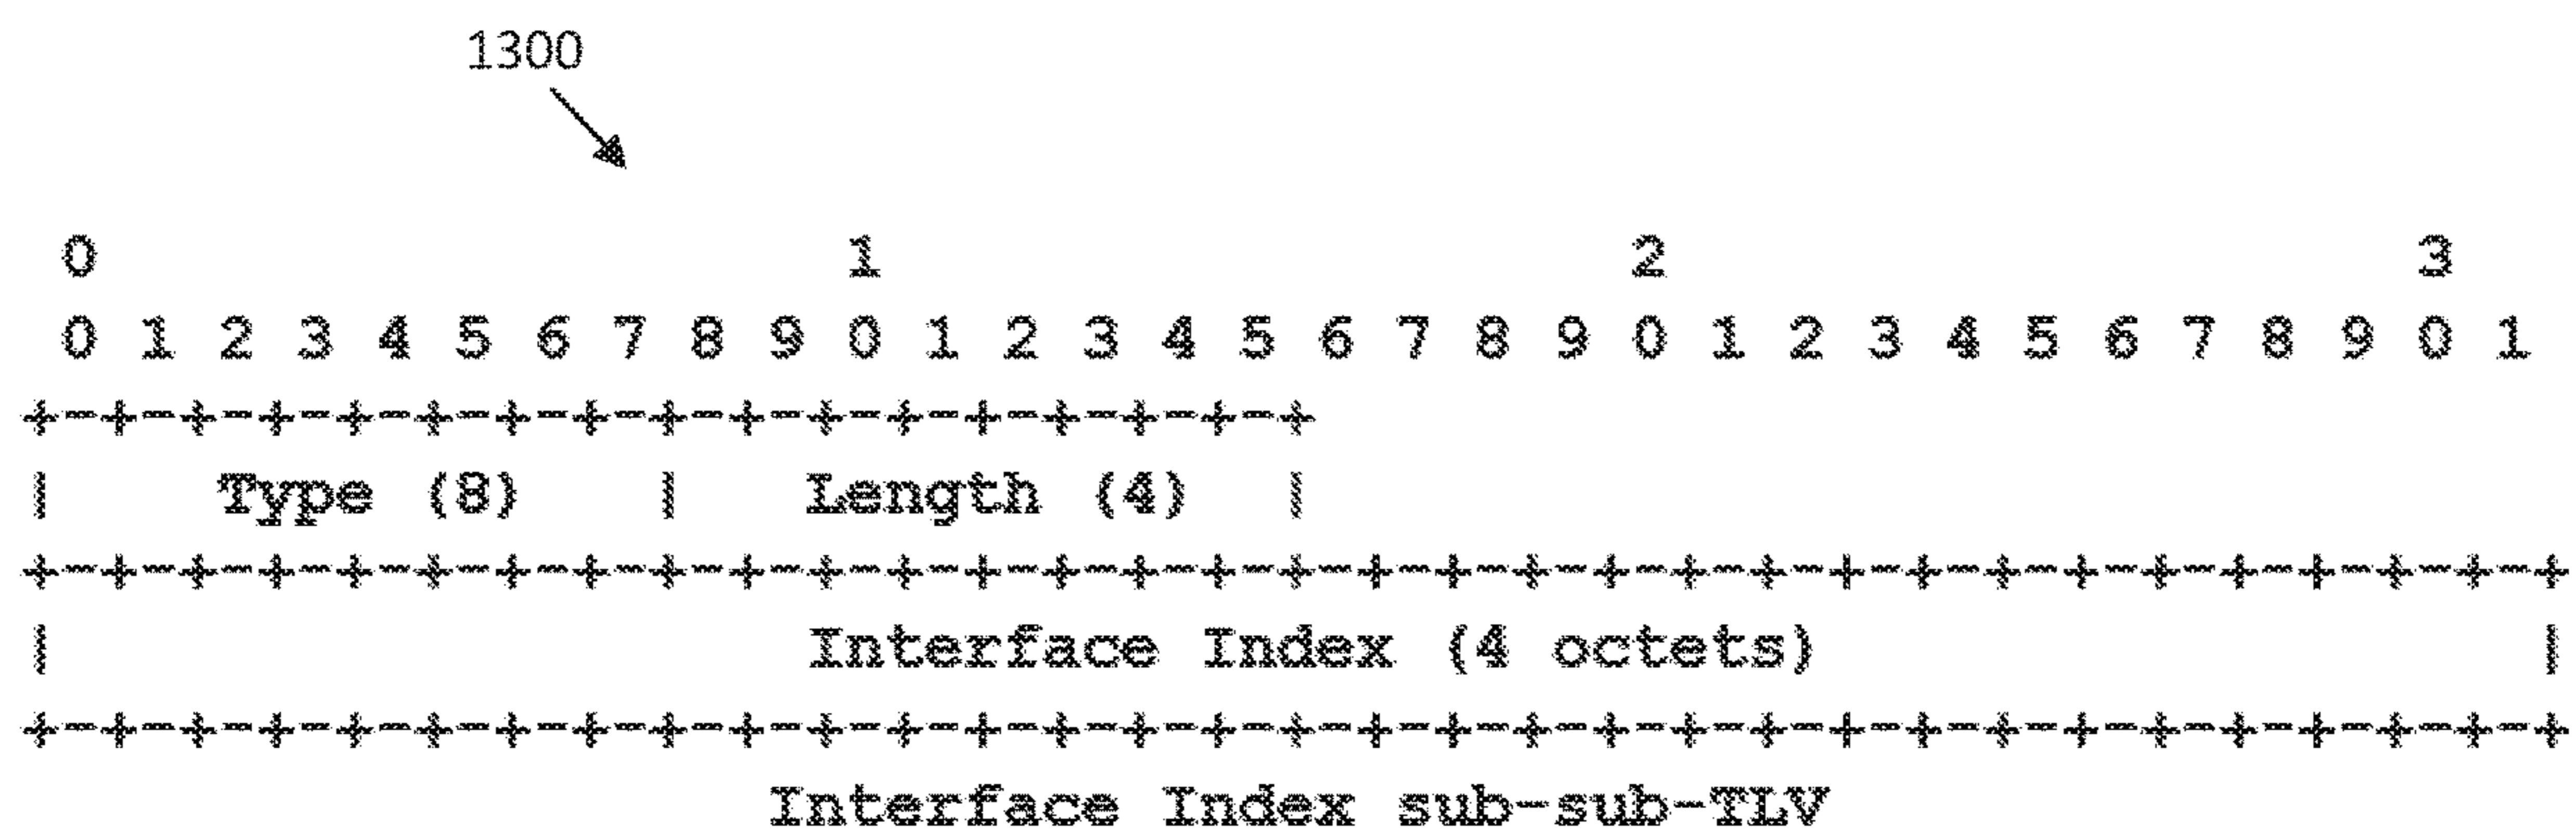 1300
0 1 2 3
0 1 2 3 4 5 6 7 8 9 0 1 2 3 4 5 6 7 8 9 0 1 2 3 4 5 6 7 8 9 0 1
+-+-+-+-+-+-+-+-+-+-+-+-+-+-+-+-+
| Type (8) | Length (4) |
+-+-+-+-+-+-+-+-+-+-+-+-+-+-+-+-+-+-+-+-+-+-+-+-+-+-+-+-+-+-+-+-+
| Interface Index (4 octets) |
+-+-+-+-+-+-+-+-+-+-+-+-+-+-+-+-+-+-+-+-+-+-+-+-+-+-+-+-+-+-+-+-+
Interface Index sub-sub-TLV